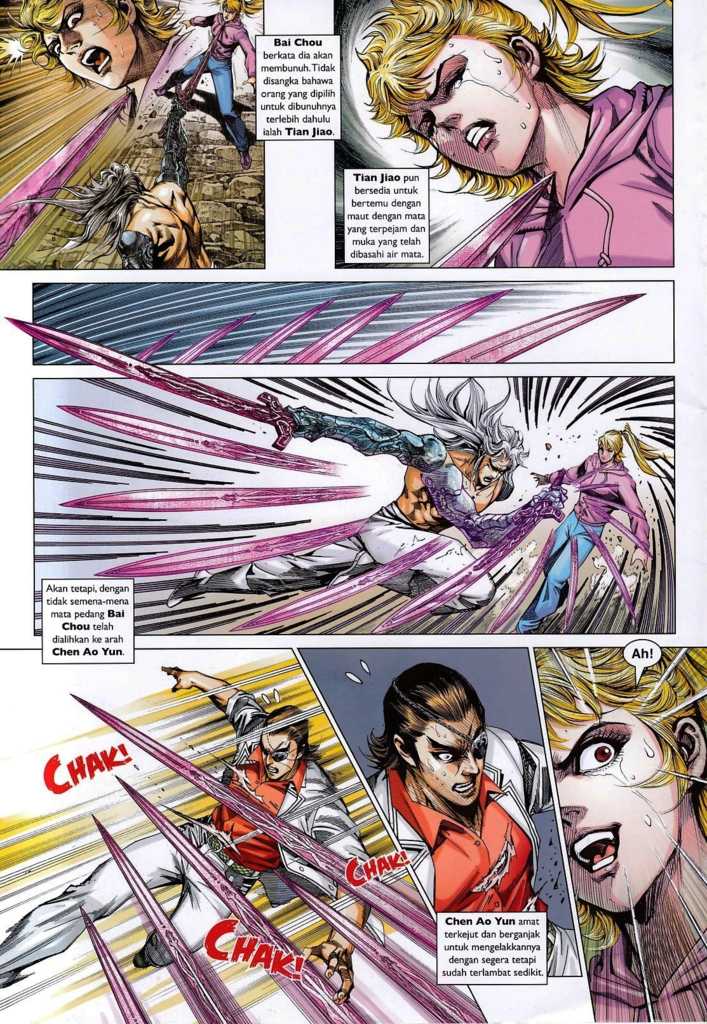 Bai Chou
berkata dia akan
membunuh. Tidak
disangka bahawa
orang yang dipilih
untuk dibunuhnya
terlebih dahulu
ialah Tian Jiao.
Tian Jiao pun
bersedia untuk
bertemu dengan
maut dengan mata
yang terpejam dan
muka yang telah
dibasahi air mata.
Akan tetapi, dengan
tidak semena-mena
mata pedang Bai
Chou telah
dialihkan ke arah
Chen Ao Yun.
CHAK!
CHAK!
CHAK!
Chen Ao Yun amat
terkejut dan berganjak
untuk mengelakkannya
dengan segera tetapi
sudah terlambat sedikit.
Ah!